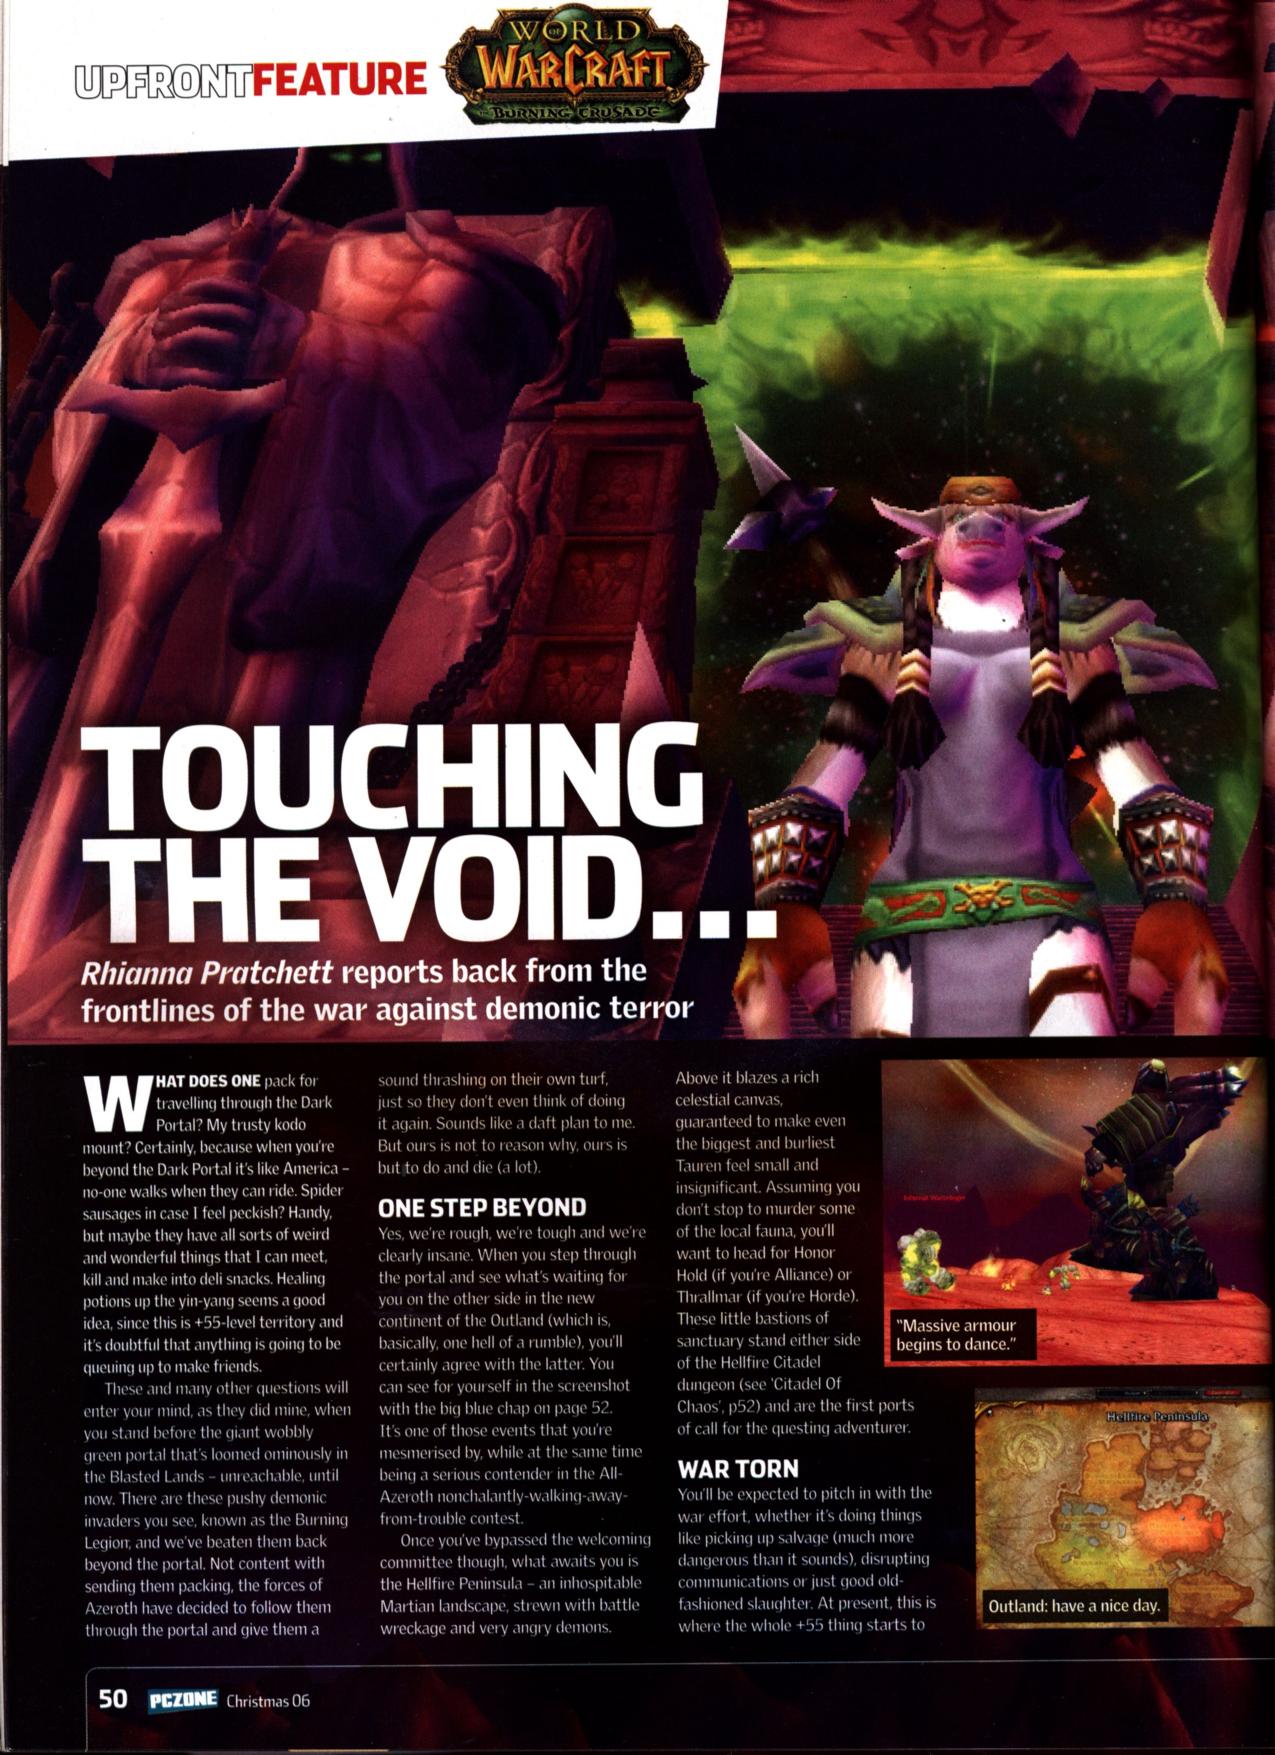 UPFRONTFEATURE
WORLD OF WARCRAFT
THE BURNING CRUSADE
TOUCHING
THE VOID...
Rhianna Pratchett reports back from the
frontlines of the war against demonic terror
WHAT DOES ONE pack for
travelling through the Dark
Portal? My trusty kodo
mount? Certainly, because when you're
beyond the Dark Portal it's like America –
no-one walks when they can ride. Spider
sausages in case I feel peckish? Handy,
but maybe they have all sorts of weird
and wonderful things that I can meet,
kill and make into deli snacks. Healing
potions up the yin-yang seems a good
idea, since this is +55-level territory and
it's doubtful that anything is going to be
queuing up to make friends.
These and many other questions will
enter your mind, as they did mine, when
you stand before the giant wobbly
green portal that's loomed ominously in
the Blasted Lands – unreachable, until
now. There are these pushy demonic
invaders you see, known as the Burning
Legion, and we've beaten them back
beyond the portal. Not content with
sending them packing, the forces of
Azeroth have decided to follow them
through the portal and give them a
sound thrashing on their own turf,
just so they don't even think of doing
it again. Sounds like a daft plan to me.
But ours is not to reason why, ours is
but to do and die (a lot).
ONE STEP BEYOND
Yes, we're rough, we're tough and we're
clearly insane. When you step through
the portal and see what's waiting for
you on the other side in the new
continent of the Outland (which is,
basically, one hell of a rumble), you'll
certainly agree with the latter. You
can see for yourself in the screenshot
with the big blue chap on page 52.
It's one of those events that you're
mesmerised by, while at the same time
being a serious contender in the All-
Azeroth nonchalantly-walking-away-
from-trouble contest.
Once you've bypassed the welcoming
committee though, what awaits you is
the Hellfire Peninsula – an inhospitable
Martian landscape, strewn with battle
wreckage and very angry demons.
Above it blazes a rich
celestial canvas,
guaranteed to make even
the biggest and burliest
Tauren feel small and
insignificant. Assuming you
don't stop to murder some
of the local fauna, you'll
want to head for Honor
Hold (if you're Alliance) or
Thrallmar (if you're Horde).
These little bastions of
sanctuary stand either side
of the Hellfire Citadel
dungeon (see 'Citadel Of
Chaos', p52) and are the first ports
of call for the questing adventurer.
WAR TORN
You'll be expected to pitch in with the
war effort, whether it's doing things
like picking up salvage (much more
dangerous than it sounds), disrupting
communications or just good old-
fashioned slaughter. At present, this is
where the whole +55 thing starts to
"Massive armour
begins to dance."
Hellfire Peninsula
Outland: have a nice day.
50 PCZONE Christmas 06